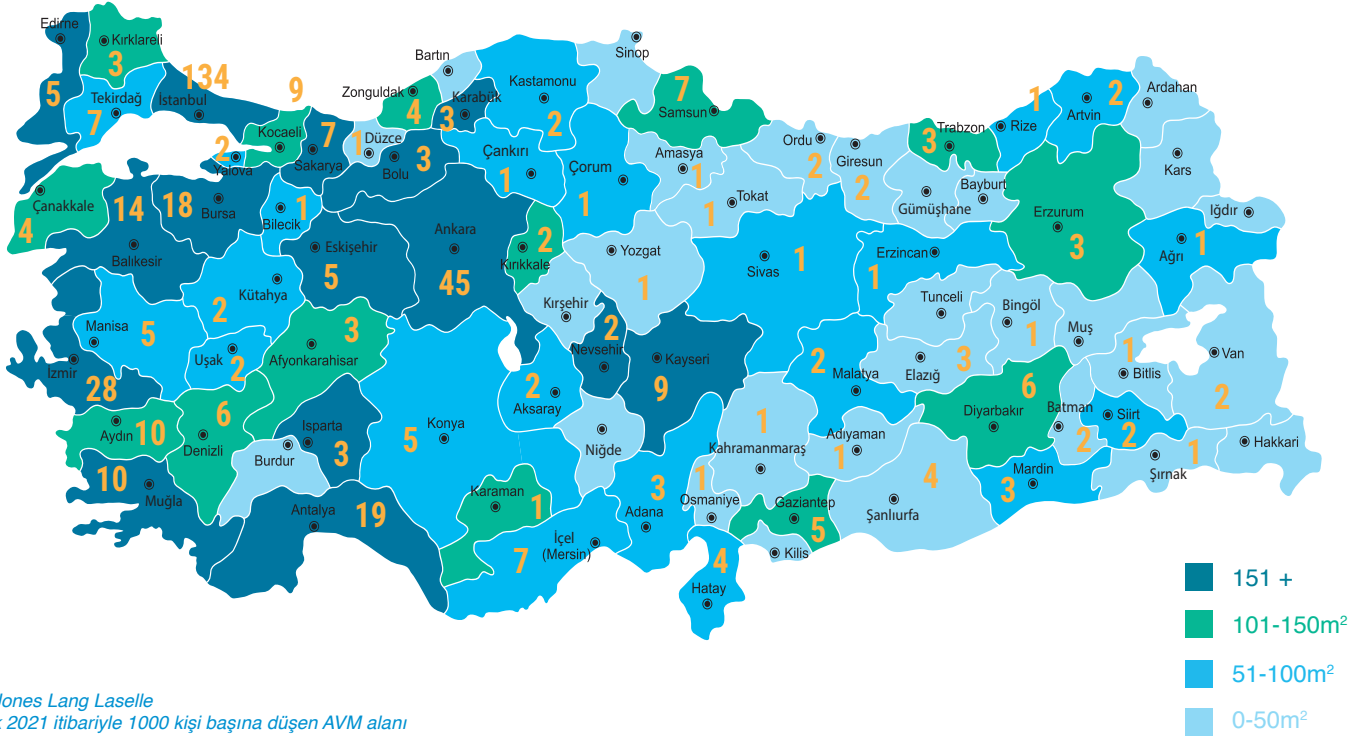 Edirne
5
Kırklareli
3
Tekirdağ
7
134
İstanbul
9
Kocaeli
2
Yalova
7
Sakarya
1
Düzce
3
Bolu
Zonguldak
4
Bartın
Karabük
3
Kastamonu
2
Sinop
7
Samsun
Çankırı
1
Çorum
1
Amasya
1
Tokat
1
Ordu
2
Giresun
2
Gümüşhane
Bayburt
Trabzon
3
1
Rize
Artvin
2
Ardahan
Kars
Iğdır
Ağrı
1
Erzurum
3
Erzincan
1
Çanakkale
4
14
Balıkesir
18
Bursa
Bilecik
1
Eskişehir
5
Ankara
45
Kırıkkale
2
Yozgat
1
Sivas
1
Kırşehir
2
Nevsehir
Kayseri
9
Kütahya
2
Manisa
5
İzmir
28
Uşak
2
3
Afyonkarahisar
Aydın
10
6
Denizli
10
Muğla
Burdur
Isparta
3
Antalya
19
Konya
5
2
Aksaray
Niğde
Karaman
1
İçel
(Mersin)
7
3
Adana
1
Osmaniye
4
Hatay
1
Kahramanmaraş
Gaziantep
5
Kilis
2
Malatya
Adıyaman
1
4
Şanlıurfa
Tunceli
Elazığ
3
Bingöl
1
Muş
1
Bitlis
Van
2
6
Diyarbakır
Batman
2
Siirt
2
Mardin
3
Şırnak
1
Hakkari
151 +
101-150m²
51-100m²
0-50m²
Jones Lang Laselle
2021 itibariyle 1000 kişi başına düşen AVM alanı